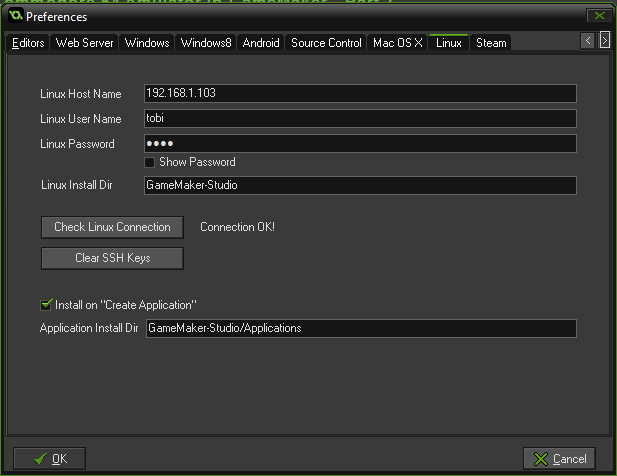 Preferences
Editors Web Server Windows Windows8 Android Source Control Mac OS X Linux Steam
Linux Host Name 192.168.1.103
Linux User Name tobi
Linux Password ●●●●
Show Password
Linux Install Dir GameMaker-Studio
Check Linux Connection Connection OK!
Clear SSH Keys
Install on "Create Application"
Application Install Dir GameMaker-Studio/Applications
OK Cancel